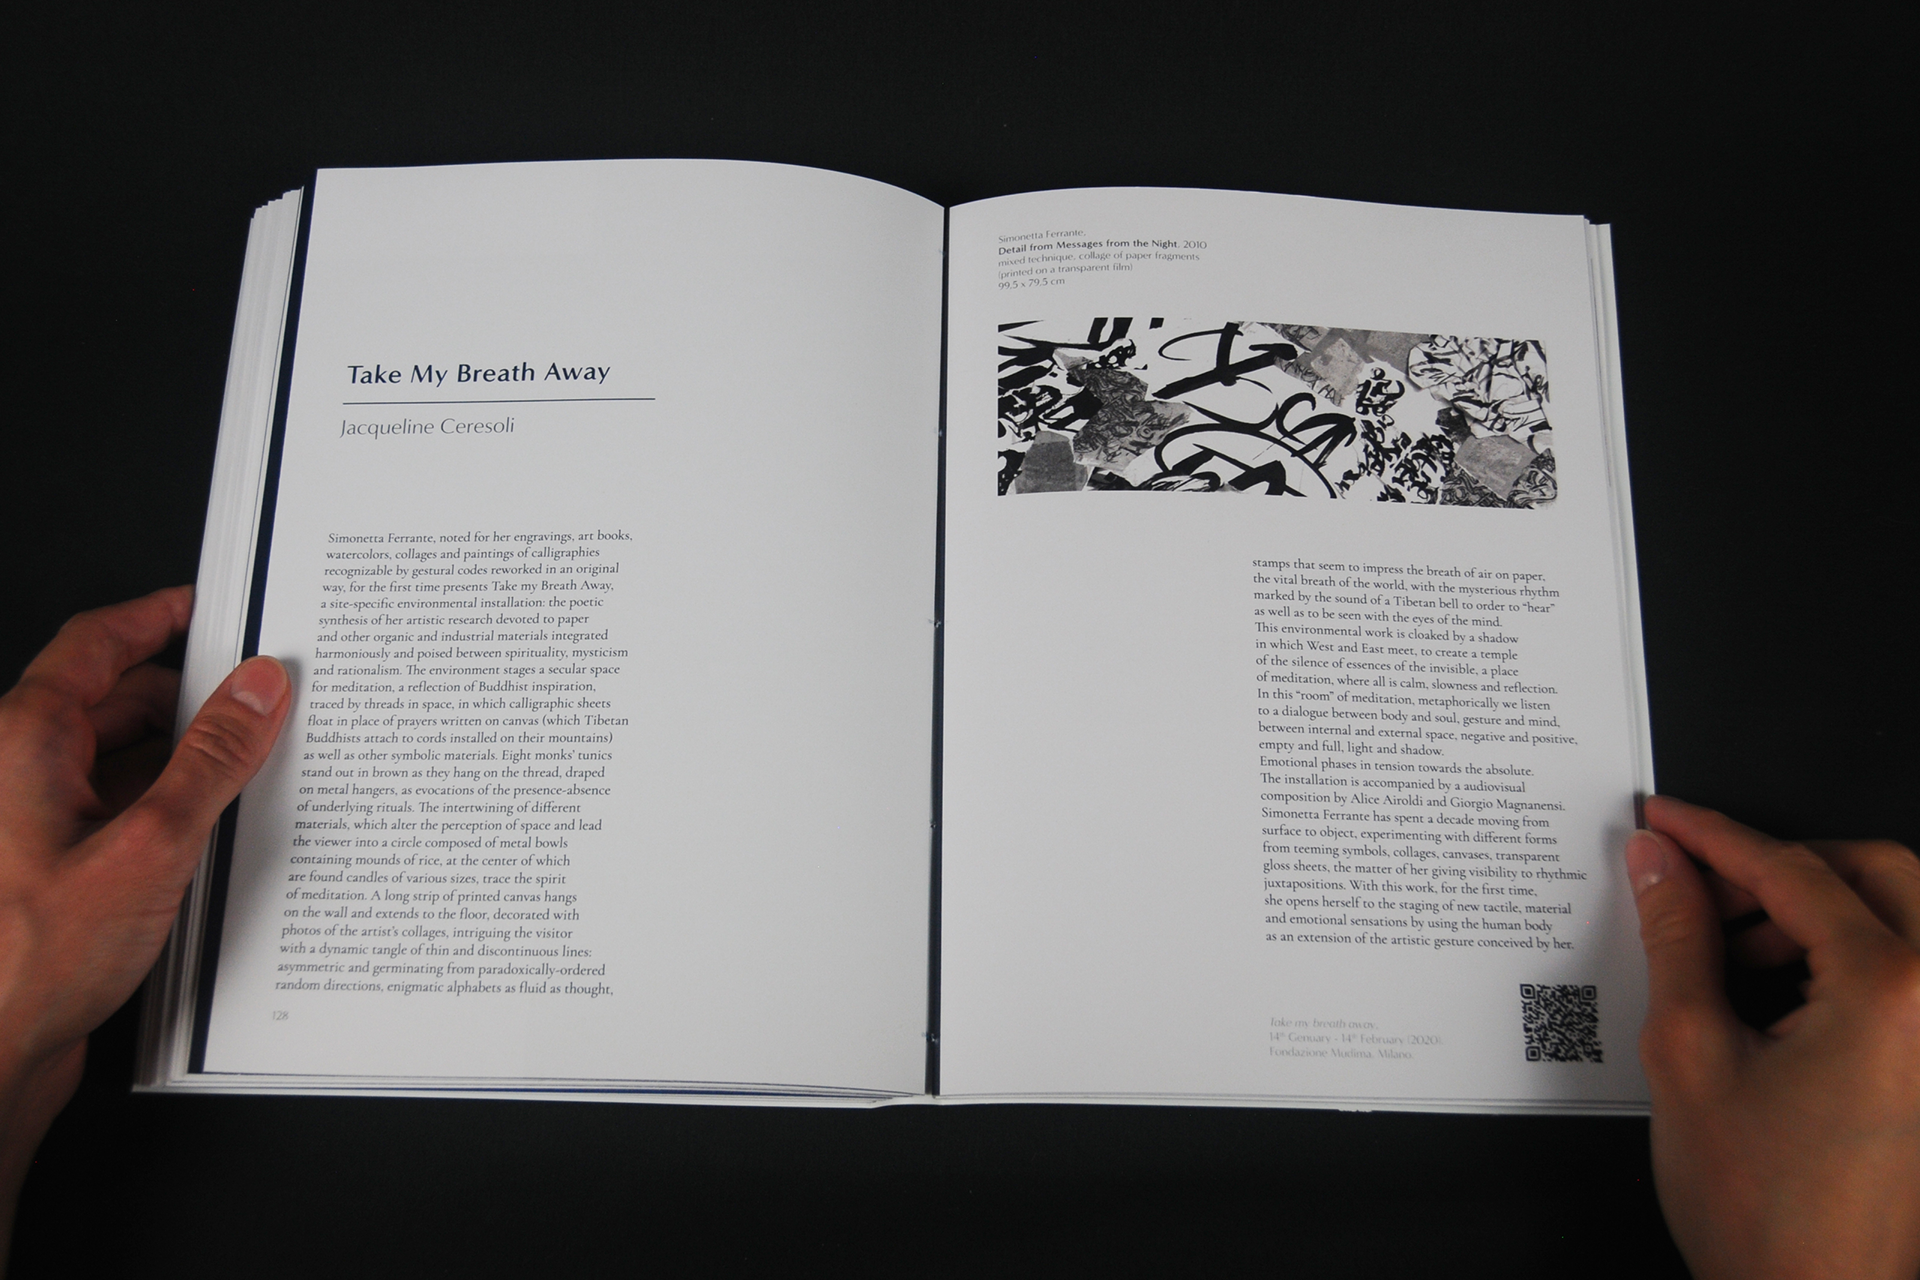 Take My Breath Away
Jacqueline Ceresoli
Simonetta Ferrante, noted for her engravings, art books,
watercolors, collages and paintings of calligraphies
recognizable by gestural codes reworked in an original
way, for the first time presents Take my Breath Away,
a site-specific environmental installation: the poetic
synthesis of her artistic research devoted to paper
and other organic and industrial materials integrated
harmoniously and poised between spirituality, mysticism
and rationalism. The environment stages a secular space
for meditation, a reflection of Buddhist inspiration,
traced by threads in space, in which calligraphic sheets
float in place of prayers written on canvas (which Tibetan
Buddhists attach to cords installed on their mountains)
as well as other symbolic materials. Eight monks' tunics
stand out in brown as they hang on the thread, draped
on metal hangers, as evocations of the presence-absence
of underlying rituals. The intertwining of different
materials, which alter the perception of space and lead
the viewer into a circle composed of metal bowls
containing mounds of rice, at the center of which
are found candles of various sizes, trace the spirit
of meditation. A long strip of printed canvas hangs
on the wall and extends to the floor, decorated with
photos of the artist's collages, intriguing the visitor
with a dynamic tangle of thin and discontinuous lines:
asymmetric and germinating from paradoxically-ordered
random directions, enigmatic alphabets as fluid as thought,
128
Simonetta Ferrante,
Detail from Messages from the Night, 2010
mixed technique, collage of paper fragments
(printed on a transparent film)
99,5 x 79,5 cm
stamps that seem to impress the breath of air on paper,
the vital breath of the world, with the mysterious rhythm
marked by the sound of a Tibetan bell to order to "hear"
as well as to be seen with the eyes of the mind.
This environmental work is cloaked by a shadow
in which West and East meet, to create a temple
of the silence of essences of the invisible, a place
of meditation, where all is calm, slowness and reflection.
In this "room" of meditation, metaphorically we listen
to a dialogue between body and soul, gesture and mind,
between internal and external space, negative and positive,
empty and full, light and shadow.
Emotional phases in tension towards the absolute.
The installation is accompanied by a audiovisual
composition by Alice Airoldi and Giorgio Magnanensi.
Simonetta Ferrante has spent a decade moving from
surface to object, experimenting with different forms
from teeming symbols, collages, canvases, transparent
gloss sheets, the matter of her giving visibility to rhythmic
juxtapositions. With this work, for the first time,
she opens herself to the staging of new tactile, material
and emotional sensations by using the human body
as an extension of the artistic gesture conceived by her.
Take my breath away,
14th Genuary - 14th February (2020),
Fondazione Mudima, Milano.